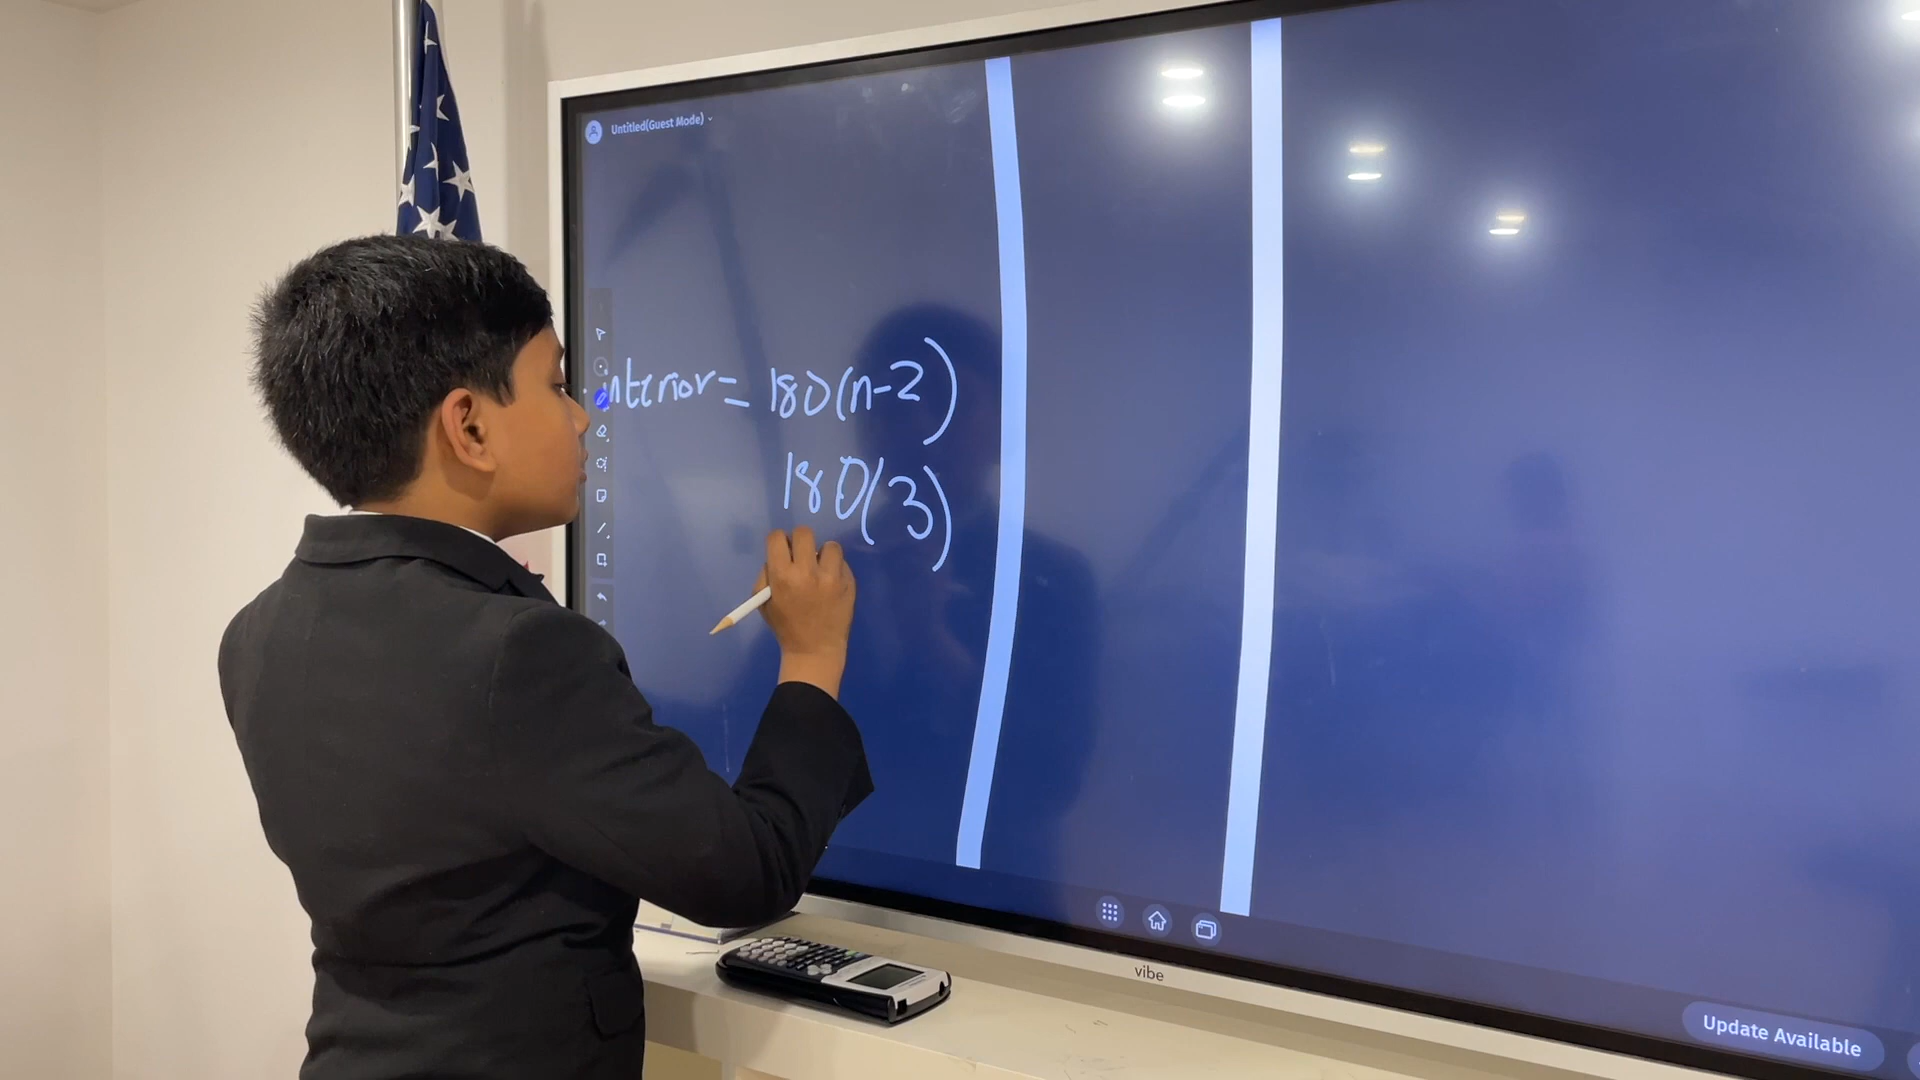 Untitled(Guest Mode)
interior = 180(n-2)
180(3)
vibe
Update Available